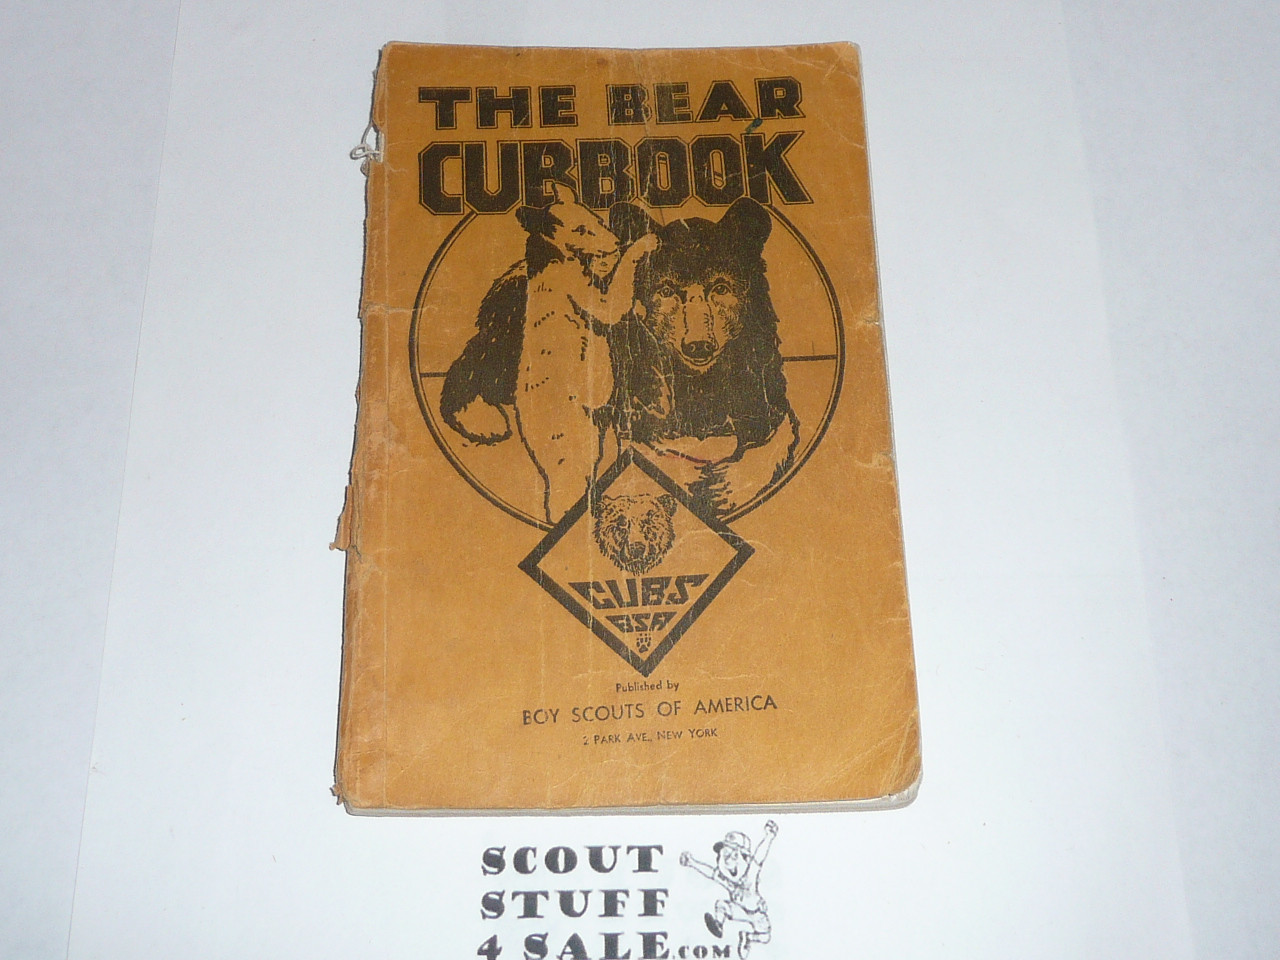 THE BEAR
CUBBOOK
CUBS
BSA
Published by
BOY SCOUTS OF AMERICA
2 PARK AVE., NEW YORK
SCOUT
STUFF
4 SALE.COM